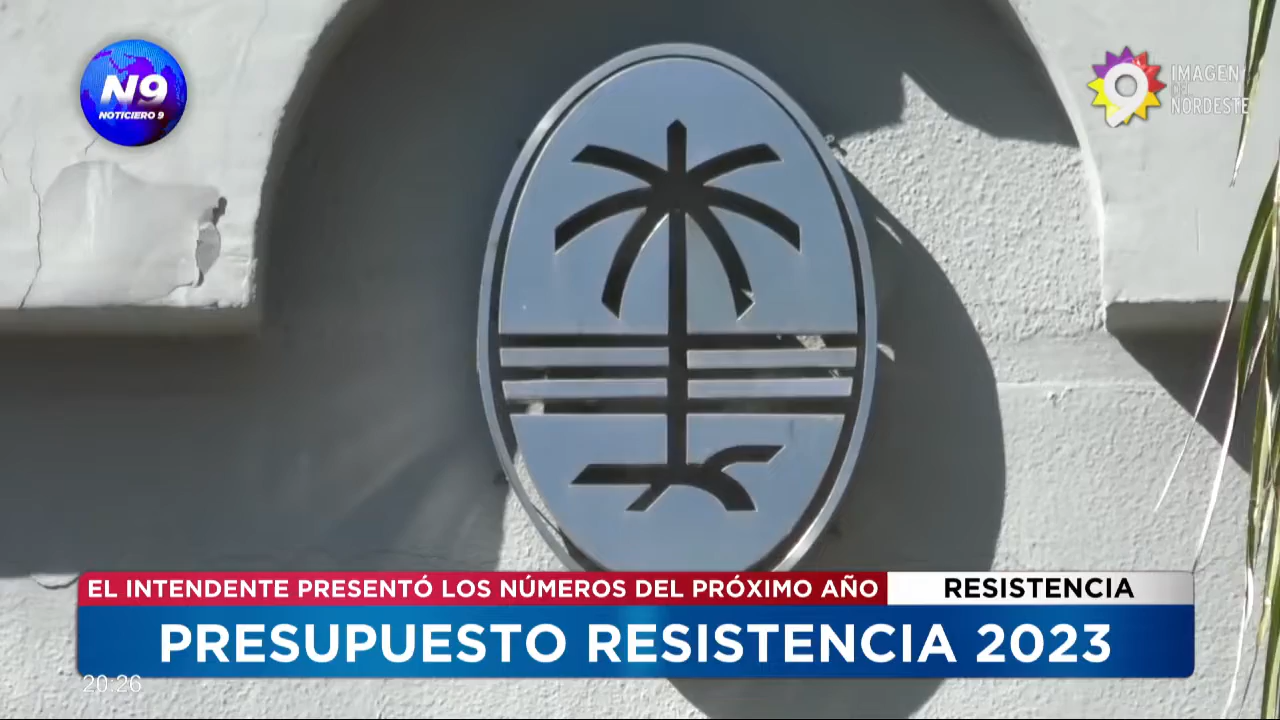 N9
NOTICIERO 9
9
IMAGEN
DEL
NORDESTE
EL INTENDENTE PRESENTÓ LOS NÚMEROS DEL PRÓXIMO AÑO
RESISTENCIA
PRESUPUESTO RESISTENCIA 2023
20:26